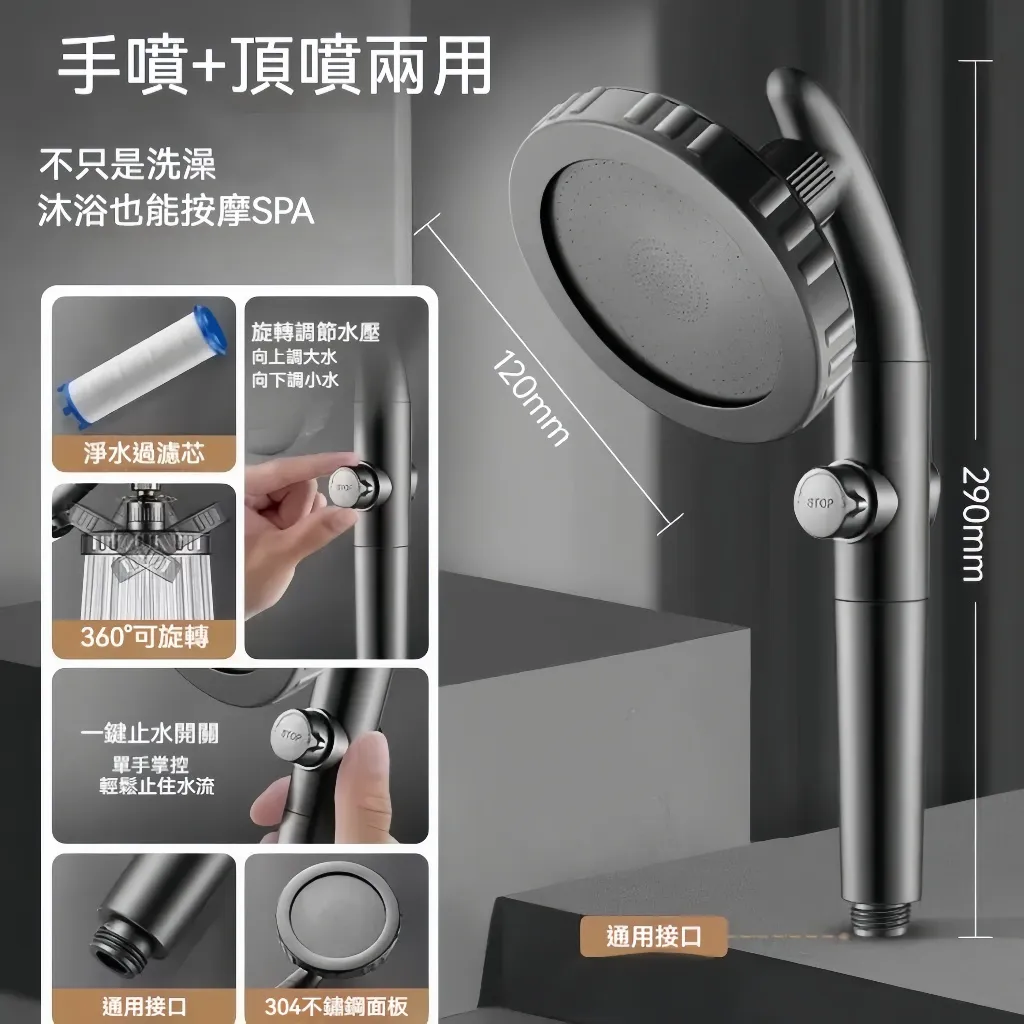 手噴+頂噴兩用
不只是洗澡
沐浴也能按摩SPA
淨水過濾芯
旋轉調節水壓
向上調大水
向下調小水
STOP
360°可旋轉
一鍵止水開關
單手掌控
輕鬆止住水流
STOP
通用接口
304不鏽鋼面板
120mm
STOP
290mm
通用接口